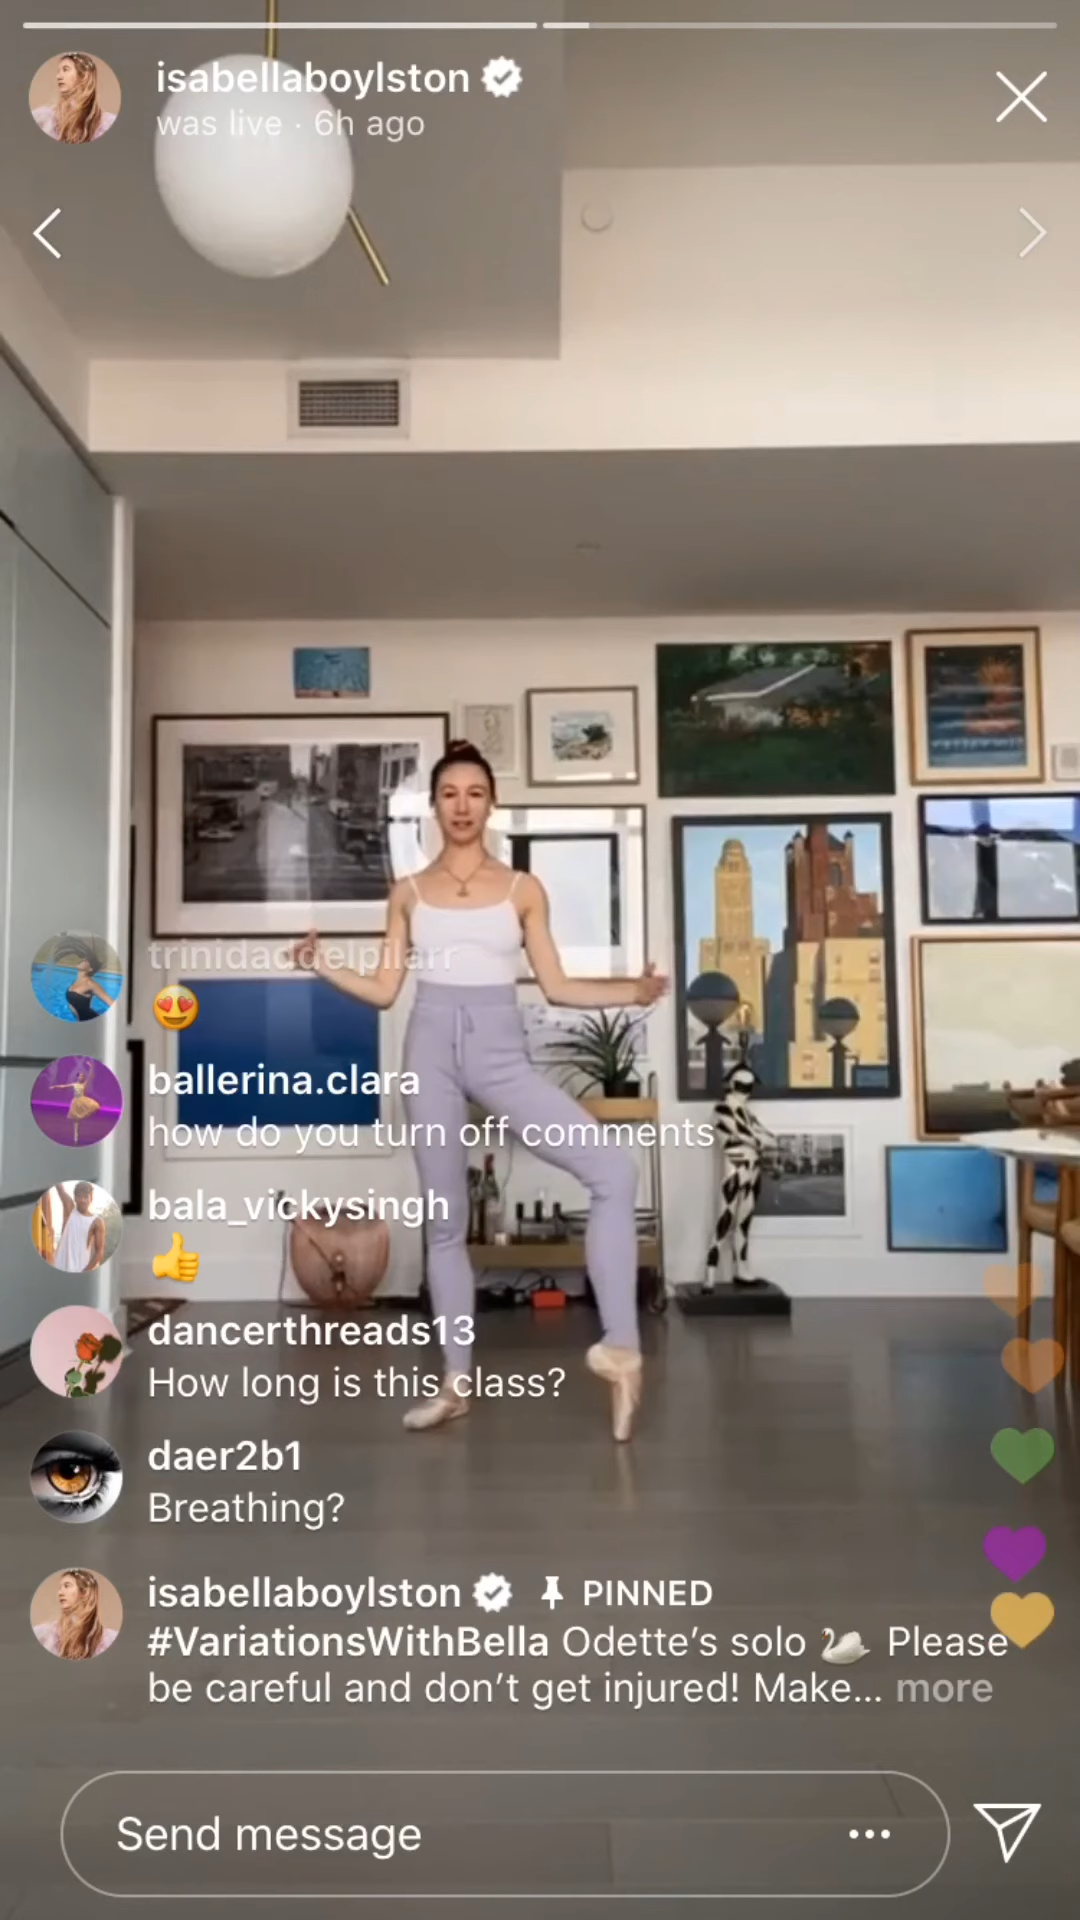 isabellaboylston
was live · 6h ago
trinidaddelpilarr
😍
ballerina.clara
how do you turn off comments
bala_vickysingh
👍
dancerthreads13
How long is this class?
daer2b1
Breathing?
isabellaboylston PINNED
#VariationsWithBella Odette’s solo 🦢 Please
be careful and don’t get injured! Make... more
Send message